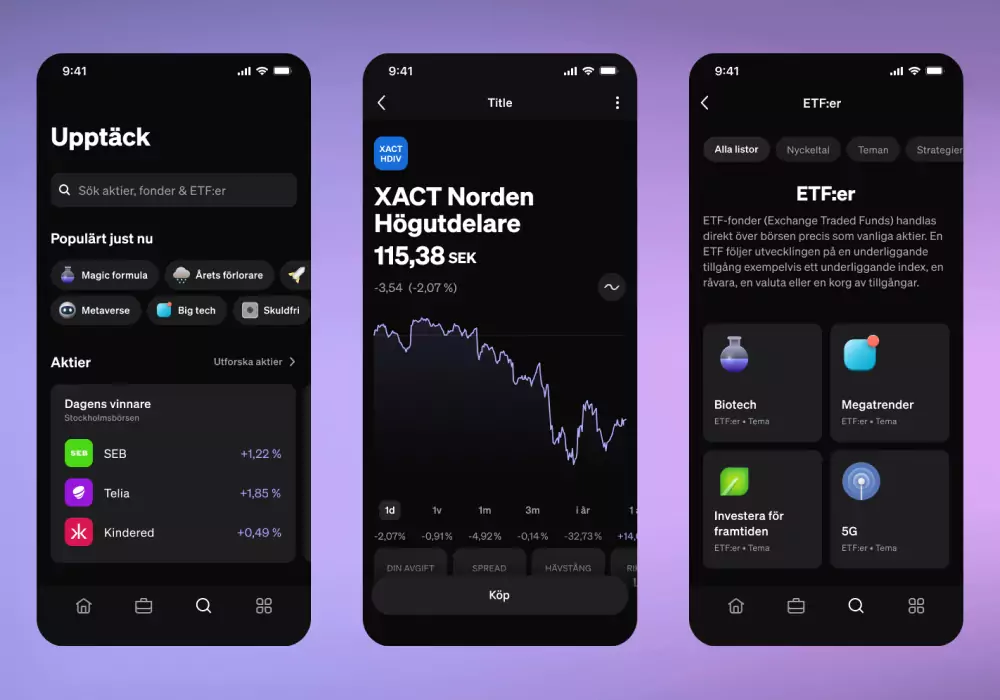 9:41
Upptäck
Sök aktier, fonder & ETF:er
Populärt just nu
Magic formula
Årets förlorare
Metaverse
Big tech
Skuldfri
Aktier
Utforska aktier
Dagens vinnare
Stockholmsbörsen
SEB
SEB
+1,22 %
Telia
+1,85 %
Kindered
+0,49 %
9:41
Title
XACT
HDIV
XACT Norden
Högutdelare
115,38 SEK
-3,54 (-2,07 %)
1d 1v 1m 3m i år 1
-2,07% -0,91% -4,92% -0,14% -32,73% +14,
DIN AVGIFT SPREAD HÄVSTÅNG
Köp
9:41
ETF:er
Alla listor Nyckeltal Teman Strategier
ETF:er
ETF-fonder (Exchange Traded Funds) handlas
direkt över börsen precis som vanliga aktier. En
ETF följer utvecklingen på en underliggande
tillgång exempelvis ett underliggande index, en
råvara, en valuta eller en korg av tillgångar.
Biotech
ETF:er • Tema
Megatrender
ETF:er • Tema
Investera för
framtiden
ETF:er • Tema
5G
ETF:er • Tema